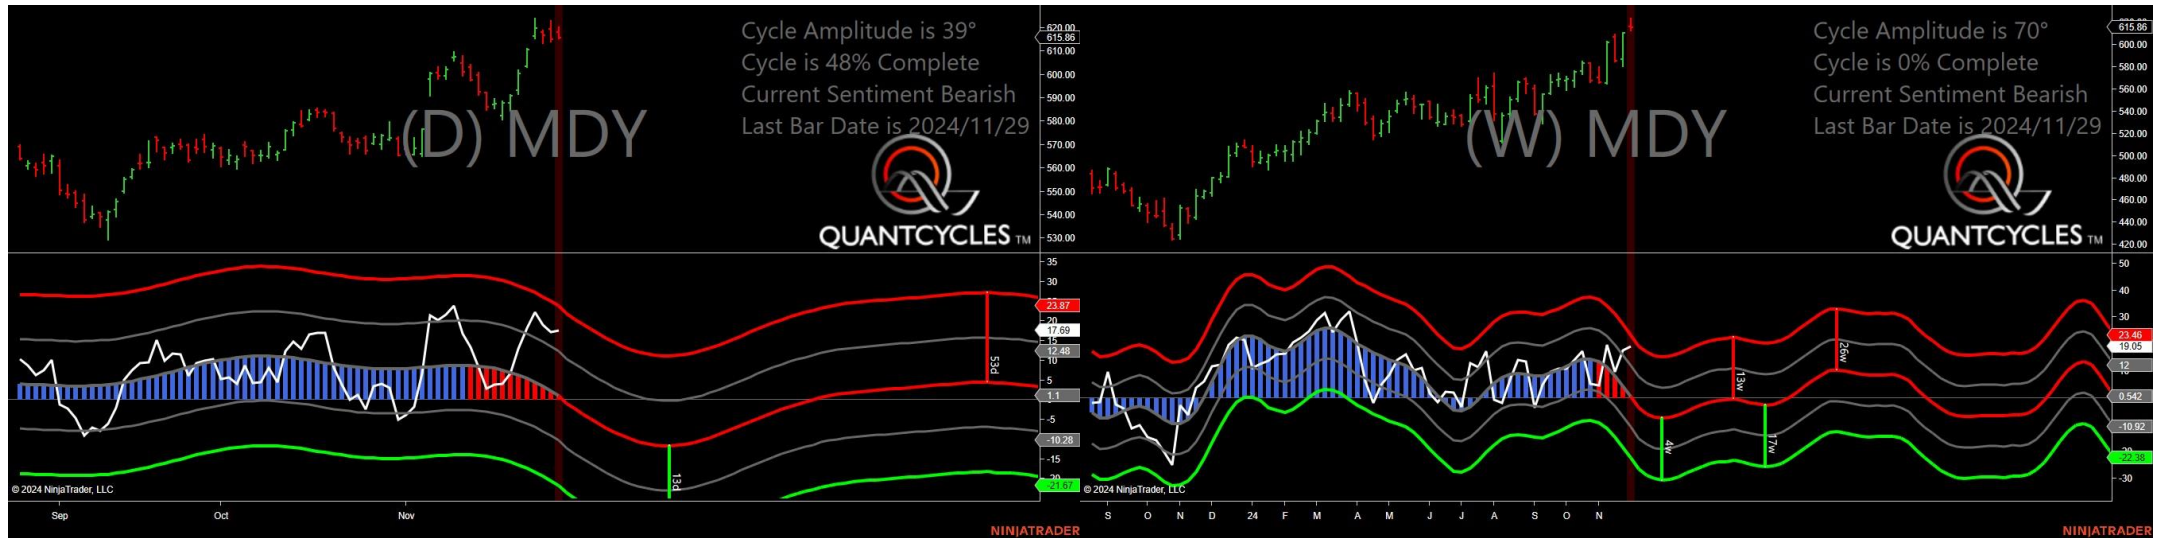 Cycle Amplitude is 39°
Cycle is 48% Complete
Current Sentiment Bearish
Last Bar Date is 2024/11/29
(D) MDY
QUANTCYCLES TM
620.00
615.86
610.00
600.00
590.00
580.00
570.00
560.00
550.00
540.00
530.00
35
30
23.87
20
17.69
15
12.48
10
5
1.1
-5
-10.28
-15
-21.67
53d
13d
© 2024 NinjaTrader, LLC
Sep Oct Nov
NINJATRADER
Cycle Amplitude is 70°
Cycle is 0% Complete
Current Sentiment Bearish
Last Bar Date is 2024/11/29
(W) MDY
QUANTCYCLES TM
615.86
600.00
580.00
560.00
540.00
520.00
500.00
480.00
460.00
440.00
420.00
50
40
30
23.46
19.05
12
0.542
-10.92
-22.38
-30
13w
26w
4w
17w
© 2024 NinjaTrader, LLC
S O N D 24 F M A M J J A S O N
NINJATRADER